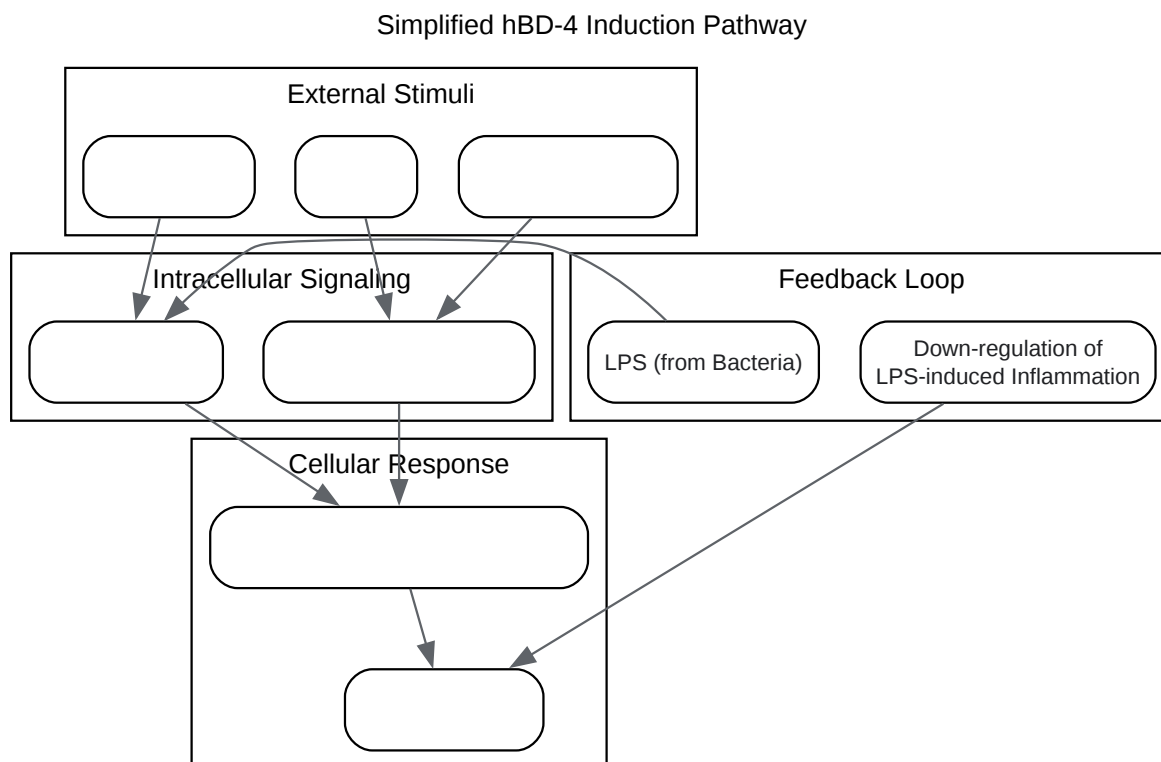 Simplified hBD-4 Induction Pathway
External Stimuli
Intracellular Signaling
Feedback Loop
LPS (from Bacteria)
Down-regulation of
LPS-induced Inflammation
Cellular Response